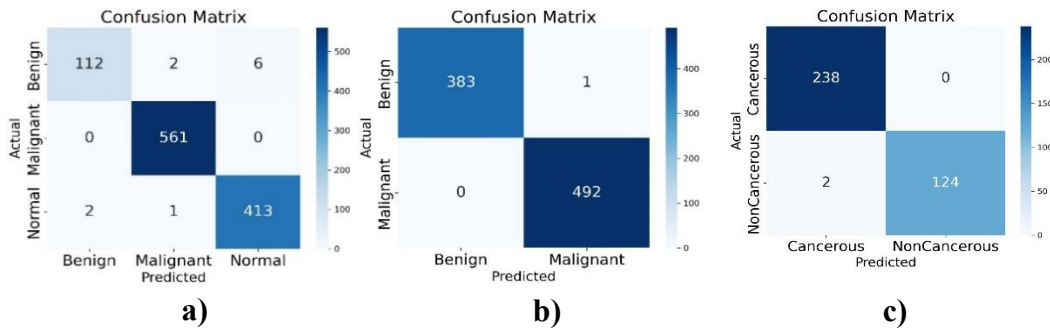 Confusion Matrix
Actual
Benign
Malignant
Normal
112 2 6
0 561 0
2 1 413
Benign Malignant Normal
Predicted
500
400
300
200
100
0
a)
Confusion Matrix
Actual
Benign
Malignant
383 1
0 492
Benign Malignant
Predicted
400
300
200
100
0
b)
Confusion Matrix
Actual
Cancerous
NonCancerous
238 0
2 124
Cancerous NonCancerous
Predicted
200
150
100
50
0
c)